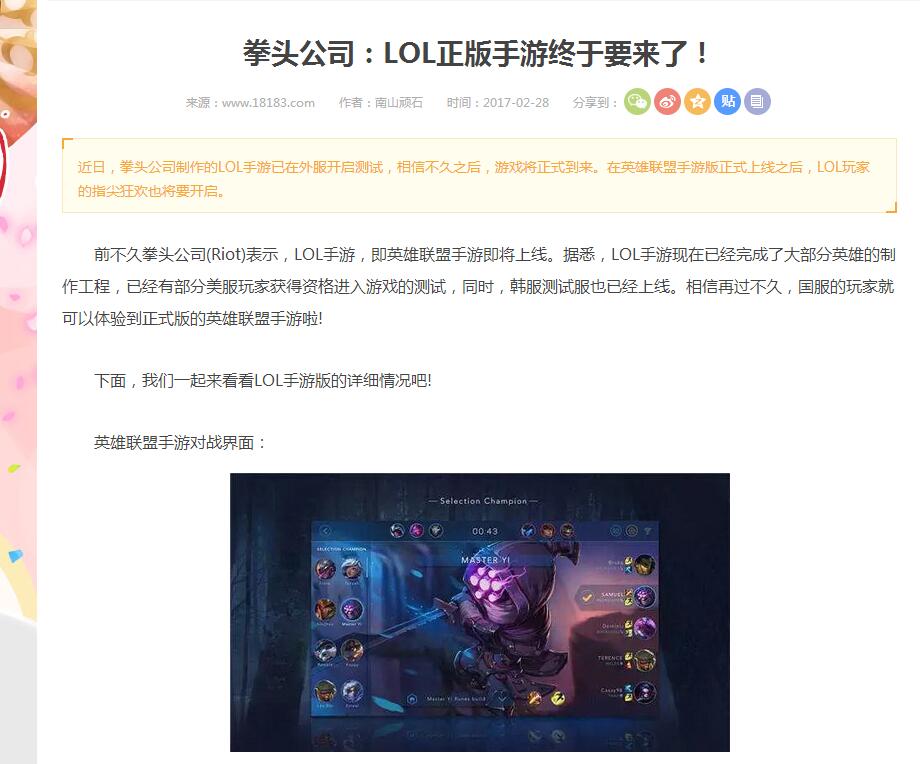 拳头公司：LOL正版手游终于要来了！
来源：www.18183.com 作者：南山顽石 时间：2017-02-28 分享到： 贴
近日，拳头公司制作的LOL手游已在外服开启测试，相信不久之后，游戏将正式到来。在英雄联盟手游版正式上线之后，LOL玩家
的指尖狂欢也将要开启。
前不久拳头公司(Riot)表示，LOL手游，即英雄联盟手游即将上线。据悉，LOL手游现在已经完成了大部分英雄的制
作工程，已经有部分美服玩家获得资格进入游戏的测试，同时，韩服测试服也已经上线。相信再过不久，国服的玩家就
可以体验到正式版的英雄联盟手游啦!
下面，我们一起来看看LOL手游版的详细情况吧!
英雄联盟手游对战界面：
Selection Champion
00:43
SELECTION CHAMPION
MASTER YI
SAMUEL
Master Yi
TERENCE
Master Yi Runes build